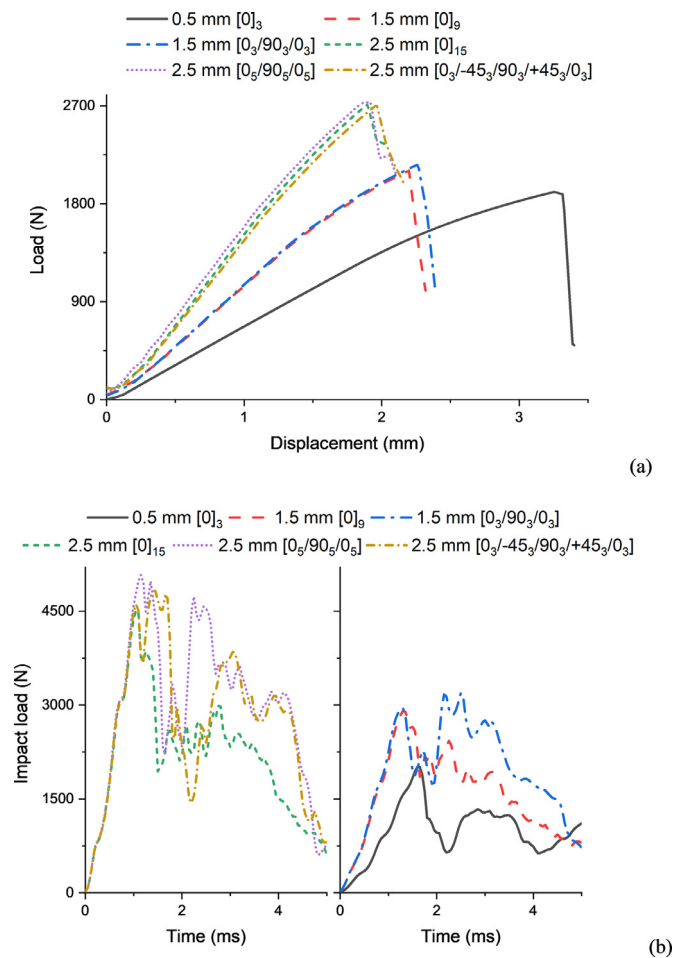 0.5 mm [0]₃ 1.5 mm [0]₉
1.5 mm [0₃/90₃/0₃] 2.5 mm [0]₁₅
2.5 mm [0₅/90₅/0₅] 2.5 mm [0₃/-45₃/90₃/+45₃/0₃]
2700
1800
900
0
Load (N)
0 1 2 3
Displacement (mm)
(a)
0.5 mm [0]₃ 1.5 mm [0]₉ 1.5 mm [0₃/90₃/0₃]
2.5 mm [0]₁₅ 2.5 mm [0₅/90₅/0₅] 2.5 mm [0₃/-45₃/90₃/+45₃/0₃]
4500
3000
1500
0
Impact load (N)
0 2 4 0 2 4
Time (ms) Time (ms)
(b)